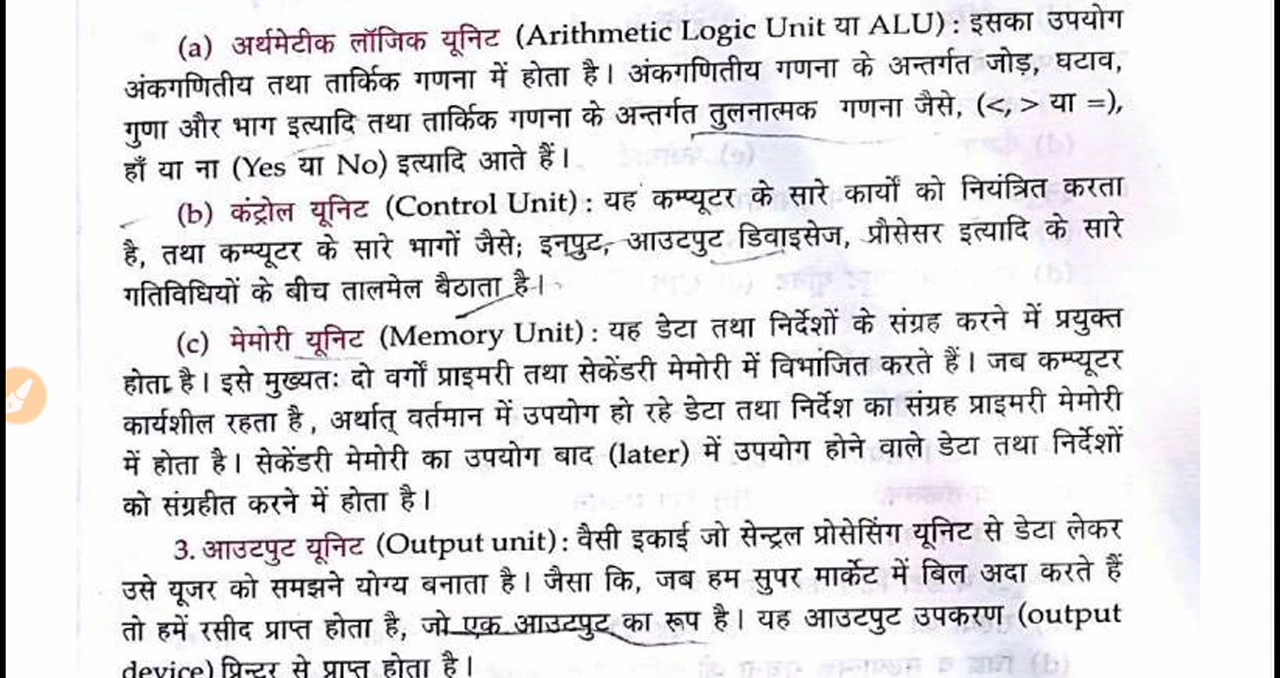 (a) अर्थमेटीक लॉजिक यूनिट (Arithmetic Logic Unit या ALU) : इसका उपयोग
अंकगणितीय तथा तार्किक गणना में होता है। अंकगणितीय गणना के अन्तर्गत जोड़, घटाव,
गुणा और भाग इत्यादि तथा तार्किक गणना के अन्तर्गत तुलनात्मक गणना जैसे, (<, > या =),
हाँ या ना (Yes या No) इत्यादि आते हैं।
(b) कंट्रोल यूनिट (Control Unit) : यह कम्प्यूटर के सारे कार्यों को नियंत्रित करता
है, तथा कम्प्यूटर के सारे भागों जैसे; इनपुट, आउटपुट डिवाइसेज, प्रौसेसर इत्यादि के सारे
गतिविधियों के बीच तालमेल बैठाता है।
(c) मेमोरी यूनिट (Memory Unit) : यह डेटा तथा निर्देशों के संग्रह करने में प्रयुक्त
होता है। इसे मुख्यतः दो वर्गों प्राइमरी तथा सेकेंडरी मेमोरी में विभाजित करते हैं। जब कम्प्यूटर
कार्यशील रहता है, अर्थात् वर्तमान में उपयोग हो रहे डेटा तथा निर्देश का संग्रह प्राइमरी मेमोरी
में होता है। सेकेंडरी मेमोरी का उपयोग बाद (later) में उपयोग होने वाले डेटा तथा निर्देशों
को संग्रहीत करने में होता है।
3. आउटपुट यूनिट (Output unit) : वैसी इकाई जो सेन्ट्रल प्रोसेसिंग यूनिट से डेटा लेकर
उसे यूजर को समझने योग्य बनाता है। जैसा कि, जब हम सुपर मार्केट में बिल अदा करते हैं
तो हमें रसीद प्राप्त होता है, जो एक आउटपुट का रूप है। यह आउटपुट उपकरण (output
device) प्रिन्टर से प्राप्त होता है।